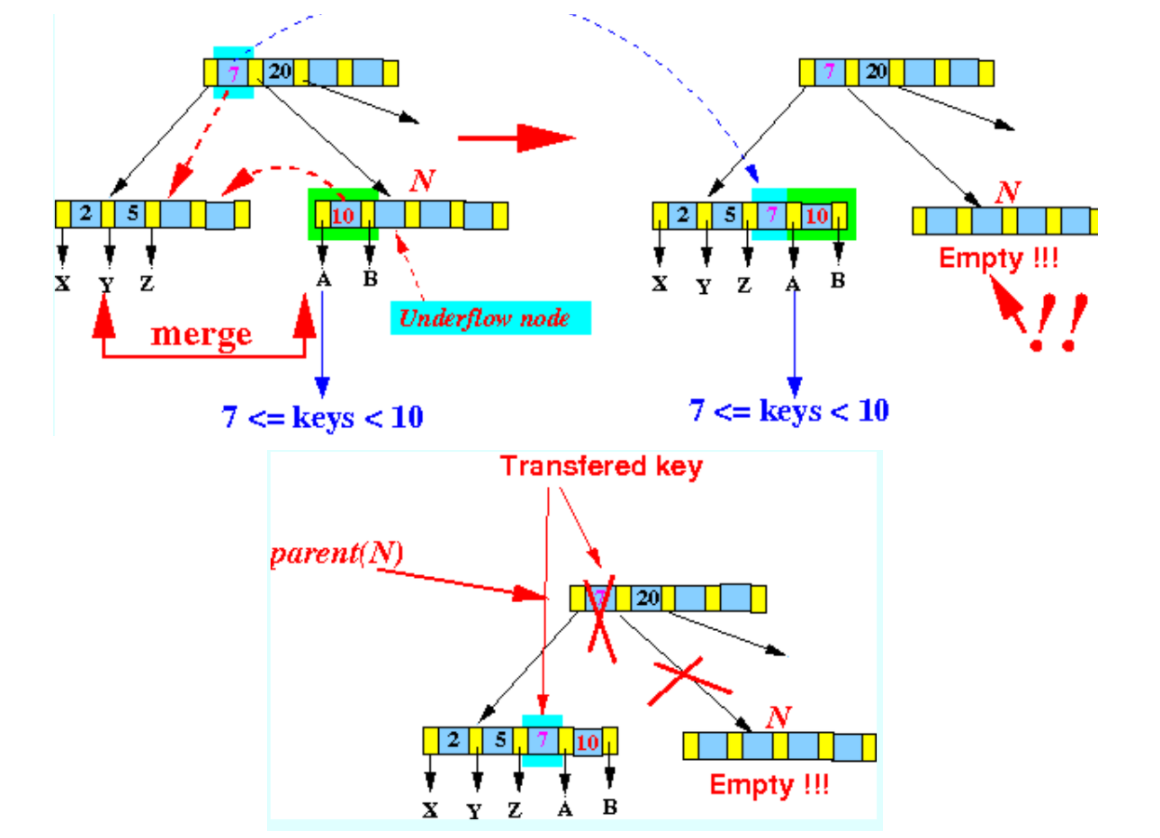 7 20
N
2 5
10
X Y Z
A B
Underflow node
merge
7 <= keys < 10
7 20
N
2 5 7 10
Empty !!!
X Y Z A B
!!
7 <= keys < 10
Transfered key
parent(N)
7 20
N
2 5 7 10
Empty !!!
X Y Z A B